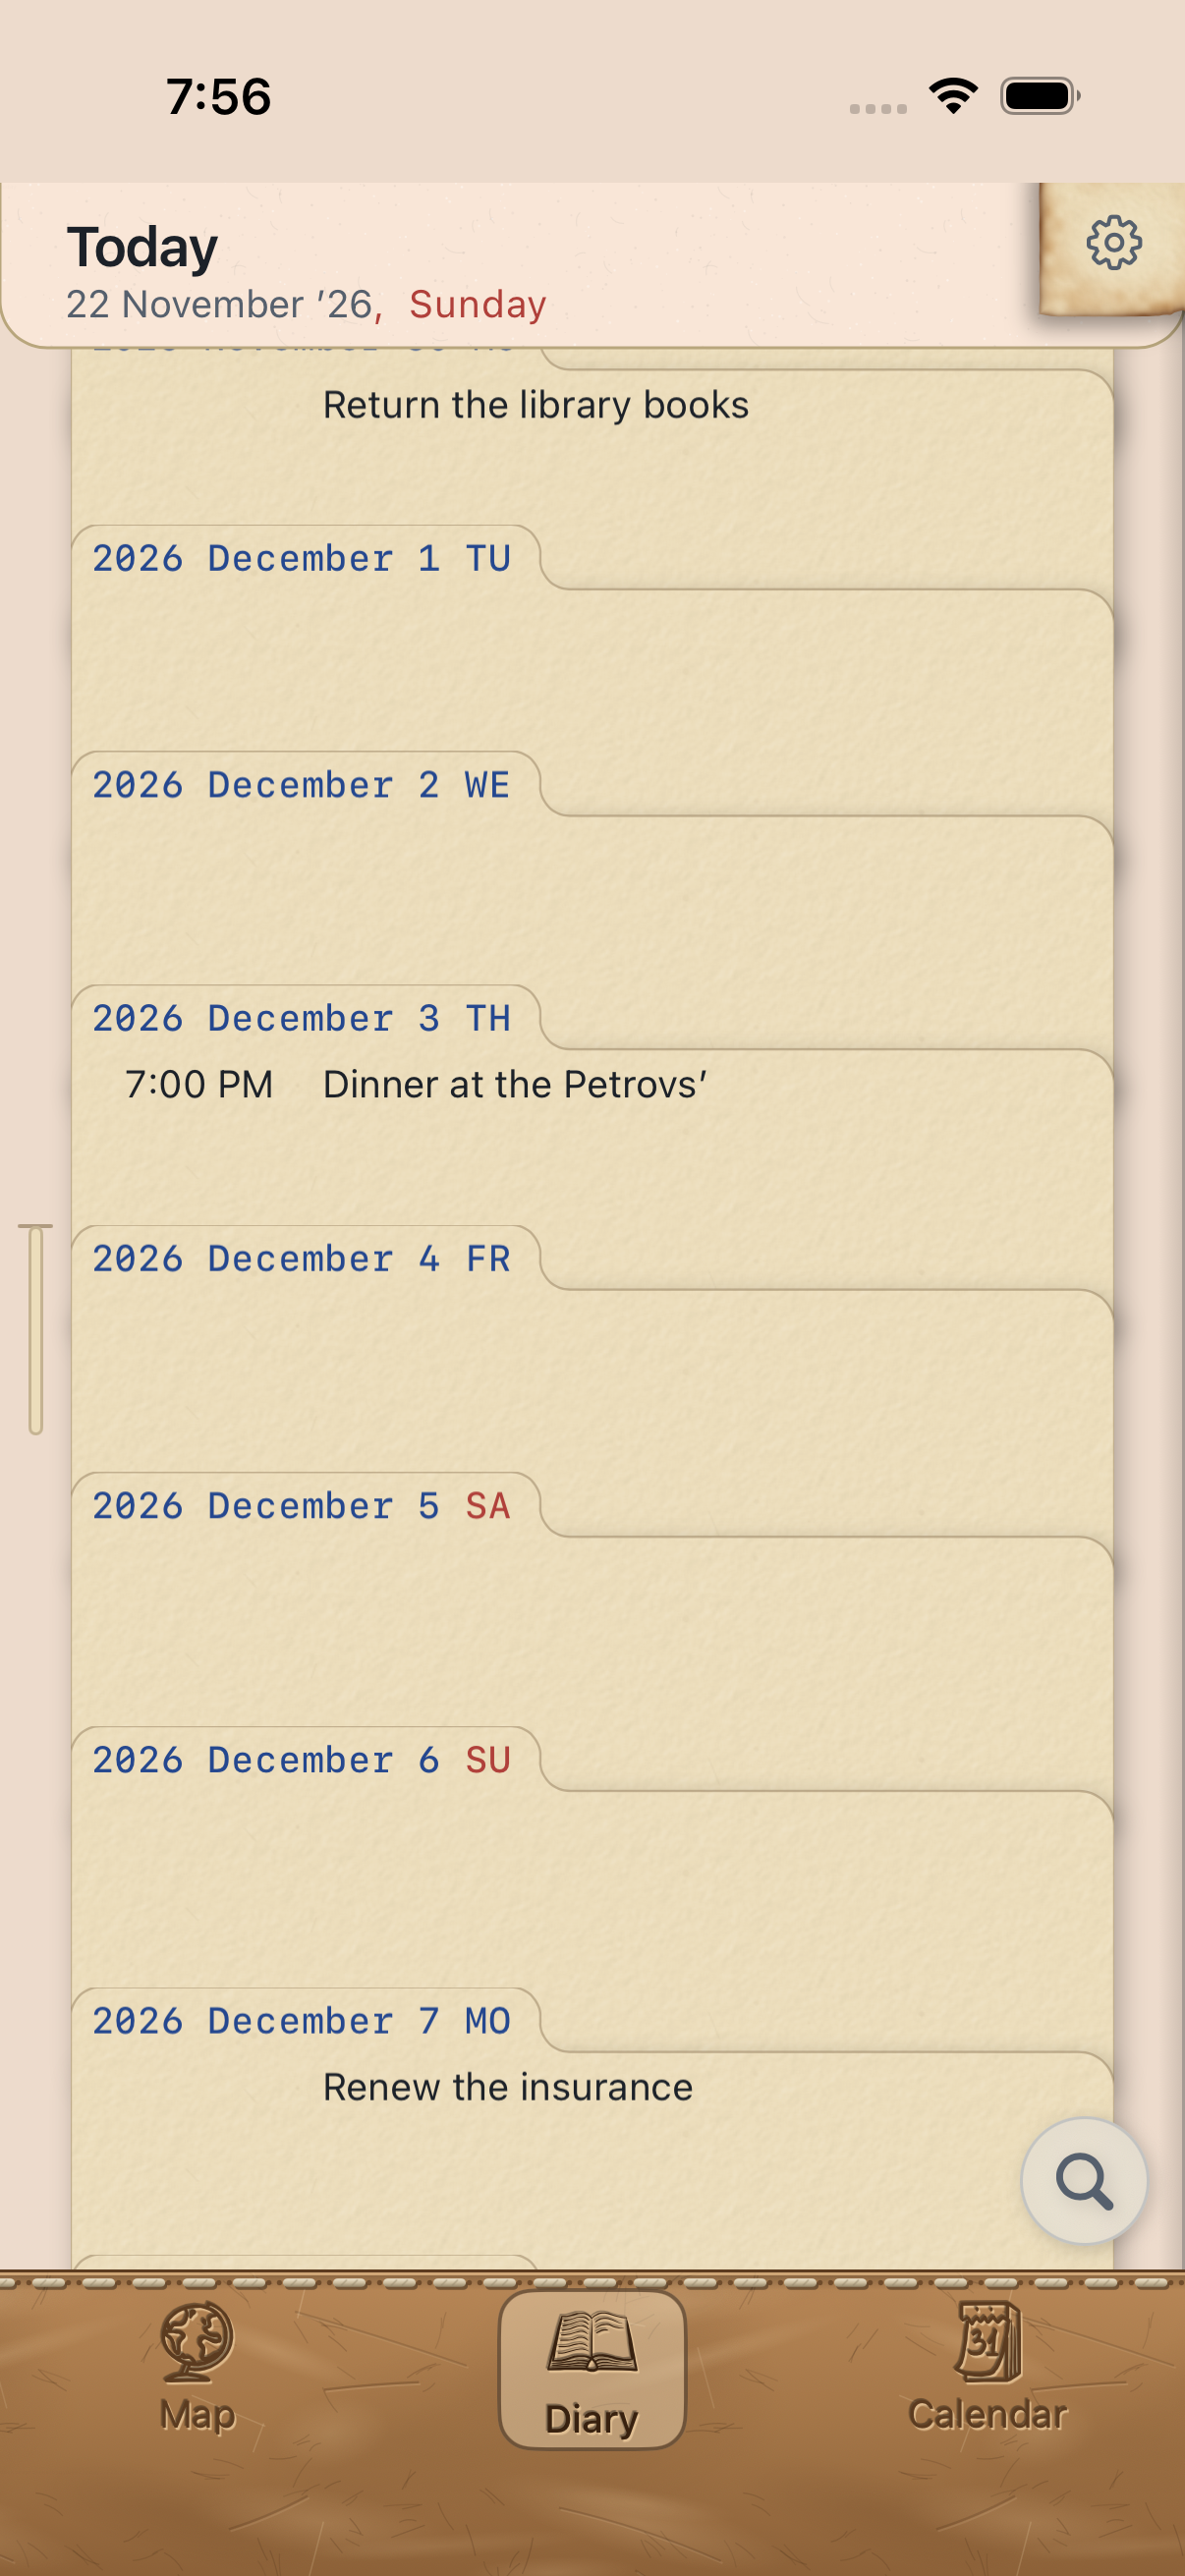 7:56
Today
22 November ’26, Sunday
Return the library books
2026 December 1 TU
2026 December 2 WE
2026 December 3 TH
7:00 PM Dinner at the Petrovs’
2026 December 4 FR
2026 December 5 SA
2026 December 6 SU
2026 December 7 MO
Renew the insurance
31
Map
Diary
Calendar